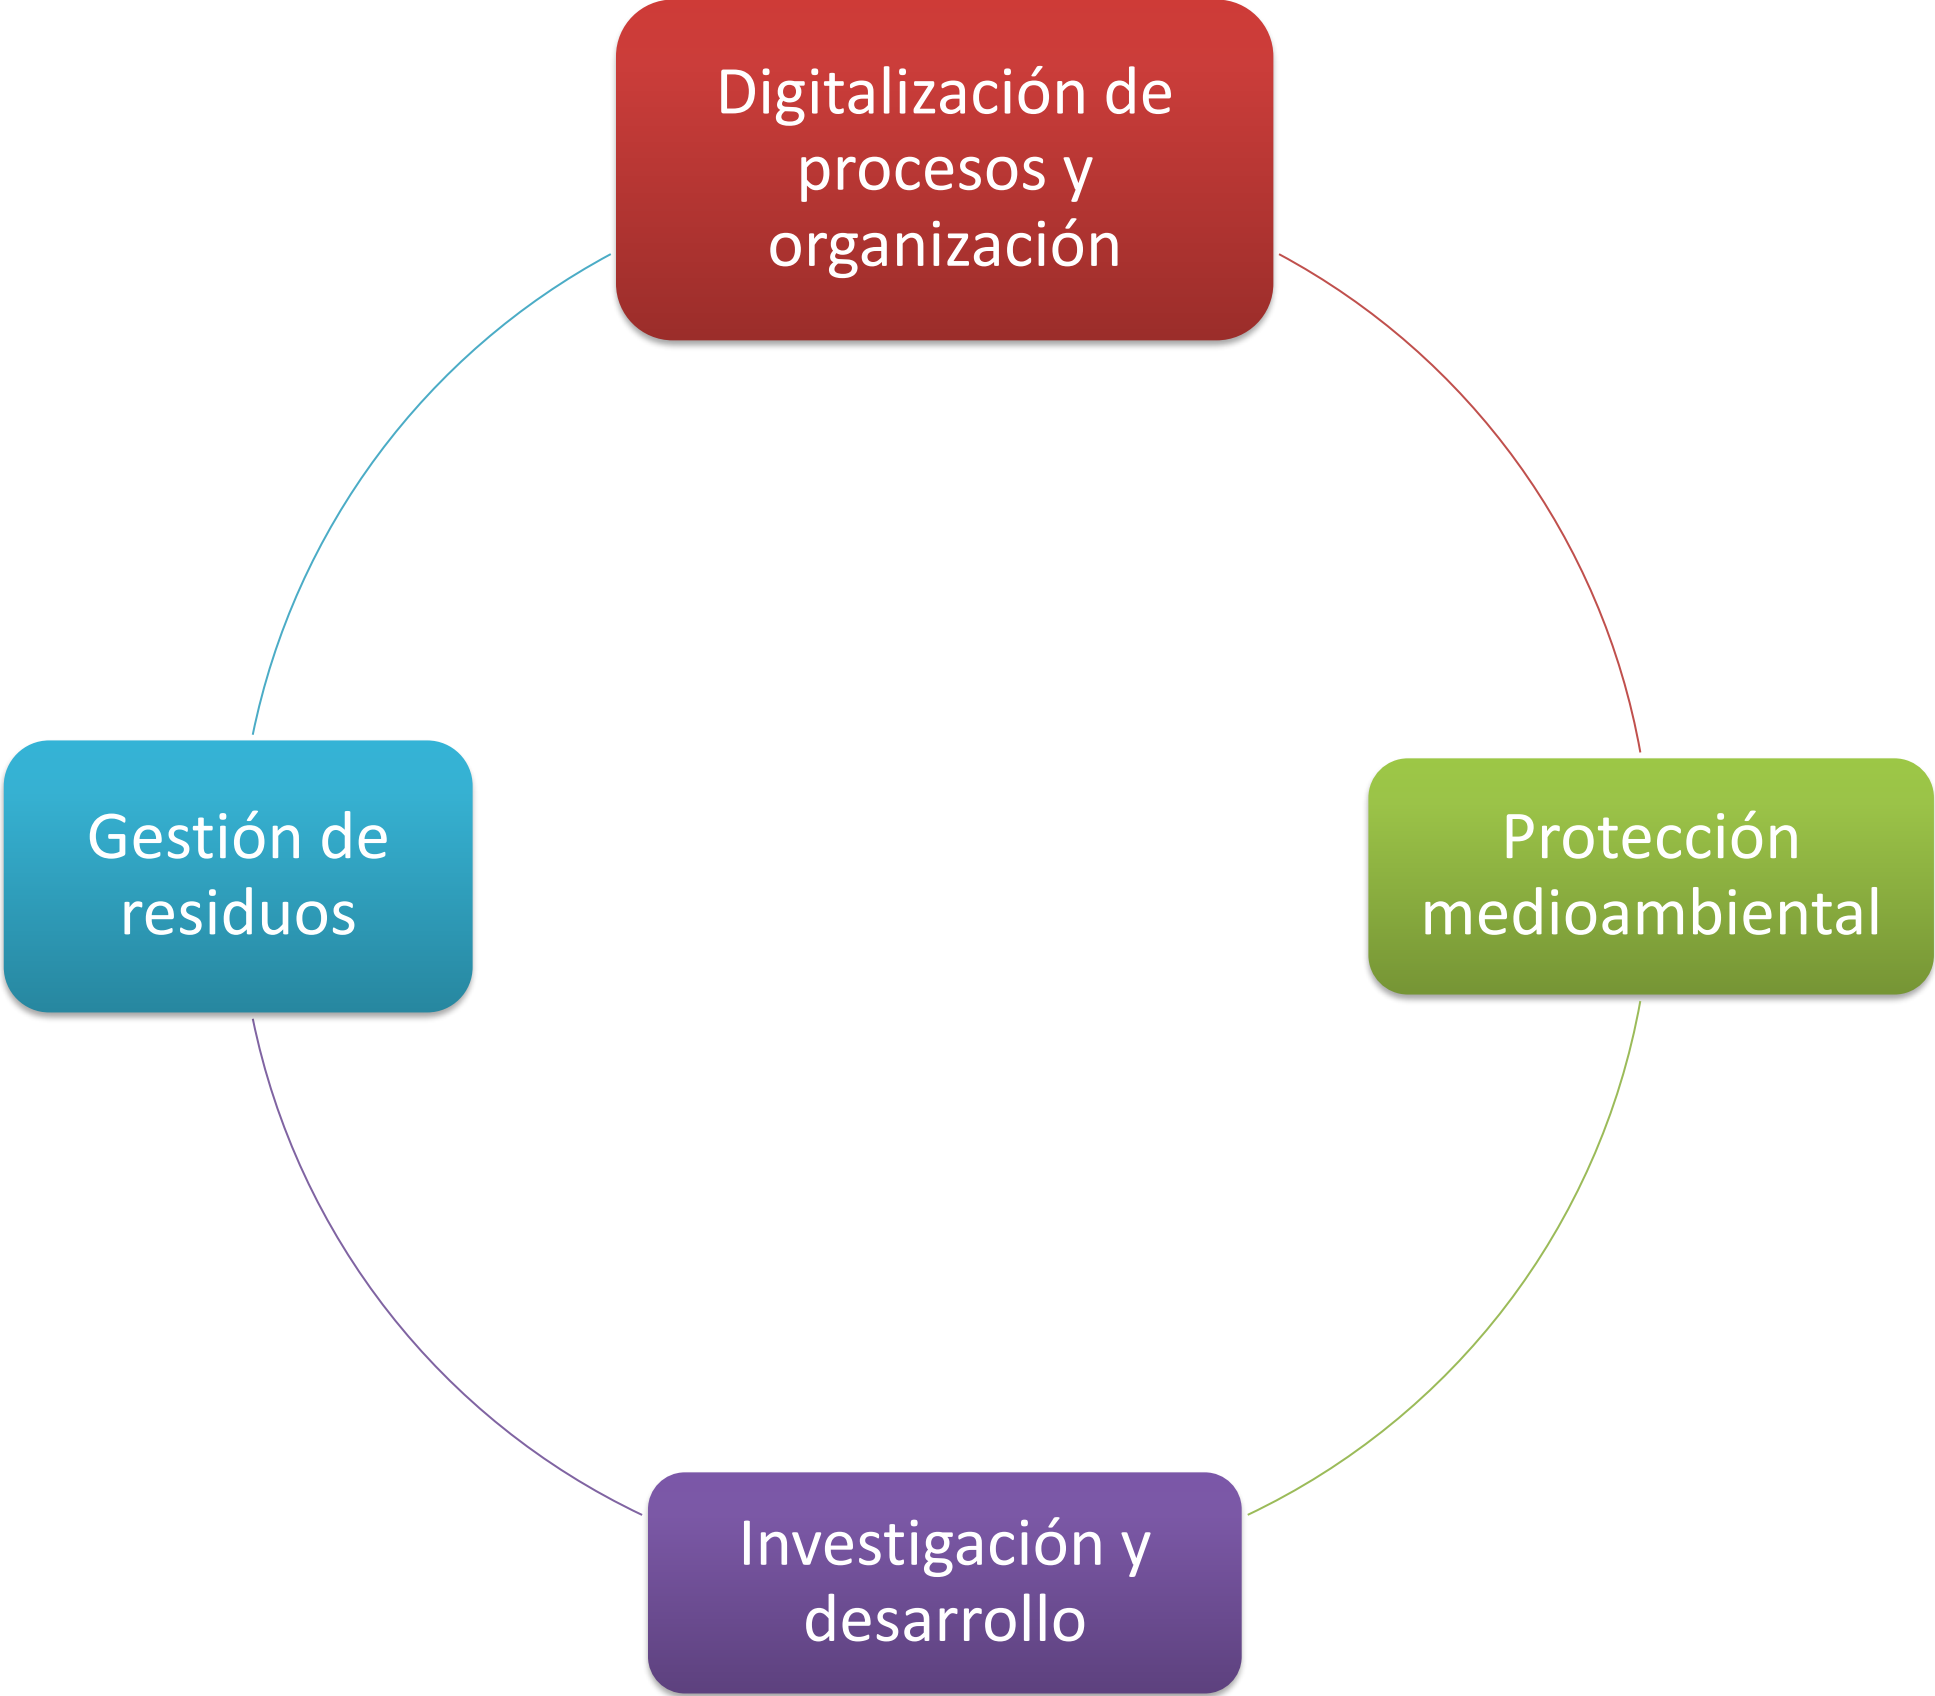 Digitalización de
procesos y
organización
Protección
medioambiental
Investigación y
desarrollo
Gestión de
residuos